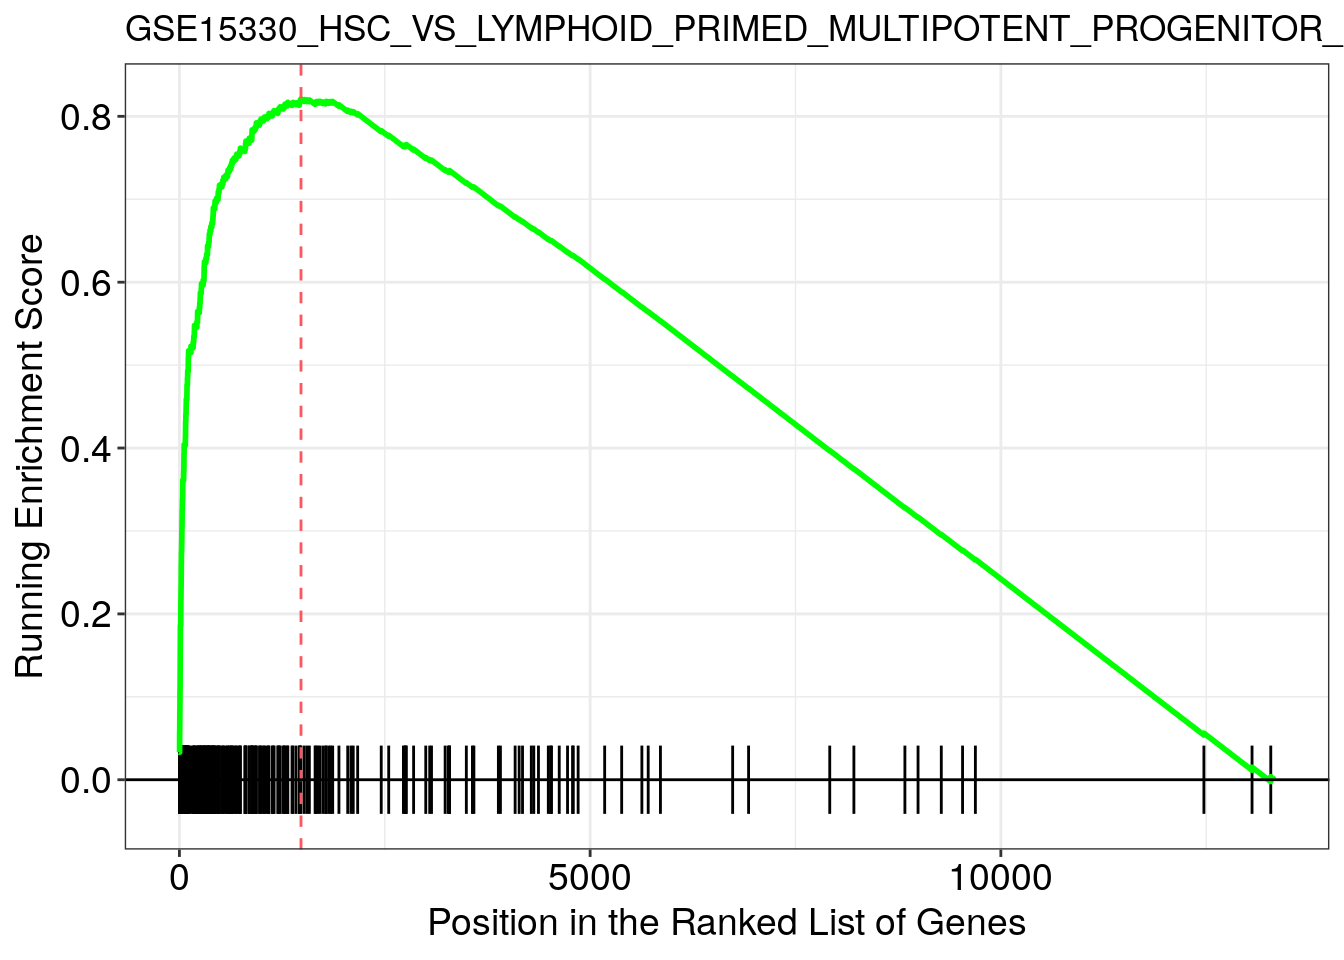 GSE15330_HSC_VS_LYMPHOID_PRIMED_MULTIPOTENT_PROGENITOR_
Running Enrichment Score
0.8
0.6
0.4
0.2
0.0
0 5000 10000
Position in the Ranked List of Genes